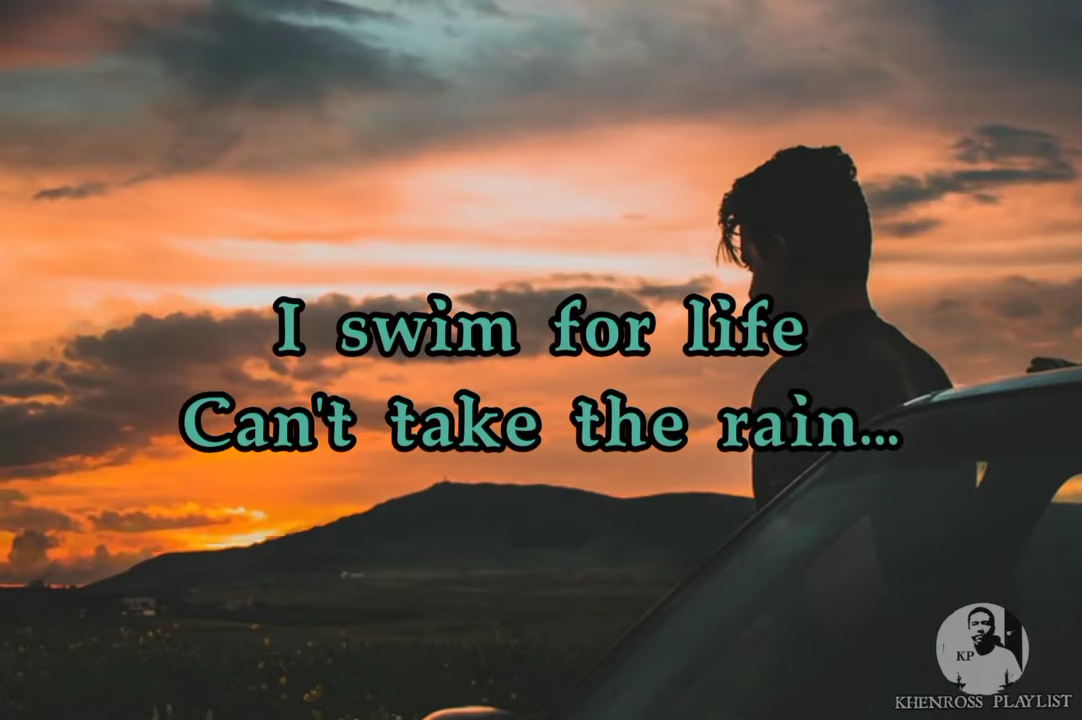 I swim for life
Can't take the rain...
KP
KHENROSS PLAYLIST